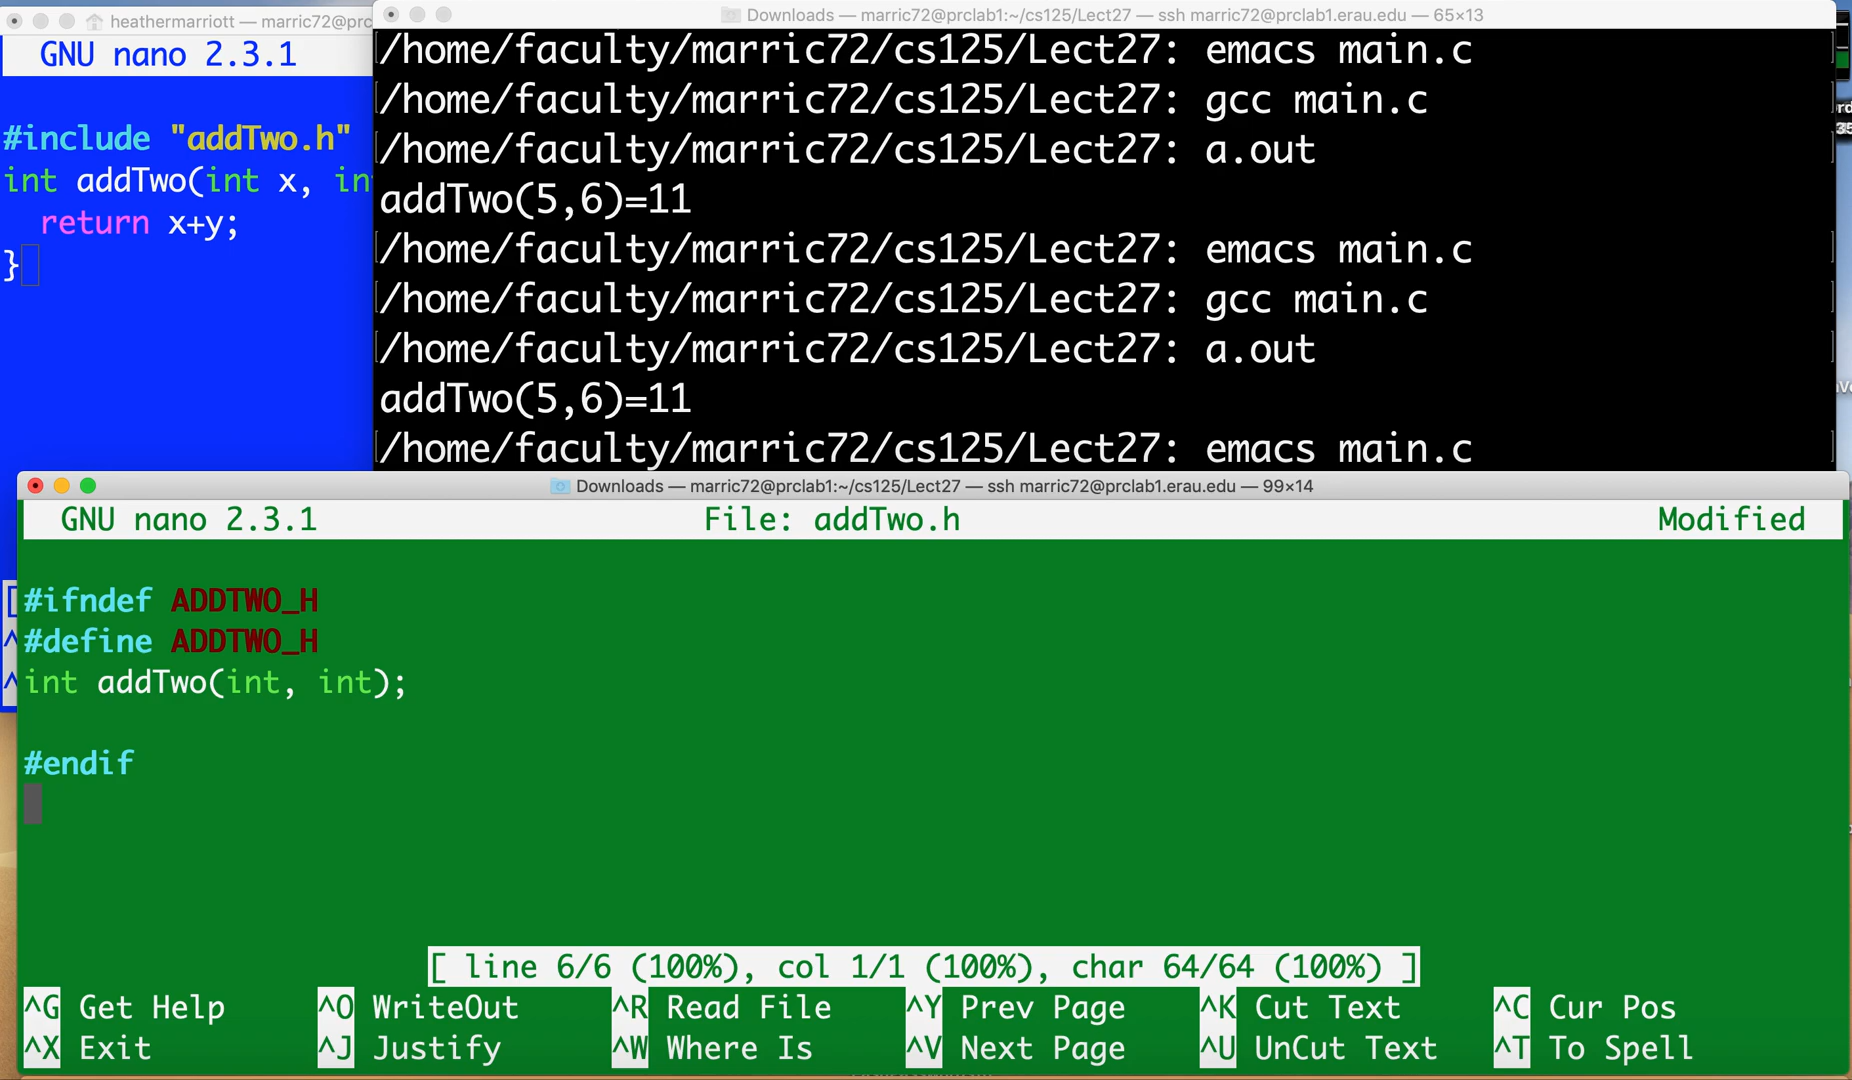 heathermarriott — marric72@prc
GNU nano 2.3.1
#include "addTwo.h"
int addTwo(int x, in
return x+y;
}
Downloads — marric72@prclab1:~/cs125/Lect27 — ssh marric72@prclab1.erau.edu — 65×13
/home/faculty/marric72/cs125/Lect27: emacs main.c
/home/faculty/marric72/cs125/Lect27: gcc main.c
/home/faculty/marric72/cs125/Lect27: a.out
addTwo(5,6)=11
/home/faculty/marric72/cs125/Lect27: emacs main.c
/home/faculty/marric72/cs125/Lect27: gcc main.c
/home/faculty/marric72/cs125/Lect27: a.out
addTwo(5,6)=11
/home/faculty/marric72/cs125/Lect27: emacs main.c
Downloads — marric72@prclab1:~/cs125/Lect27 — ssh marric72@prclab1.erau.edu — 99×14
GNU nano 2.3.1 File: addTwo.h Modified
#ifndef ADDTWO_H
#define ADDTWO_H
int addTwo(int, int);
#endif
[ line 6/6 (100%), col 1/1 (100%), char 64/64 (100%) ]
^G Get Help ^O WriteOut ^R Read File ^Y Prev Page ^K Cut Text ^C Cur Pos
^X Exit ^J Justify ^W Where Is ^V Next Page ^U UnCut Text ^T To Spell